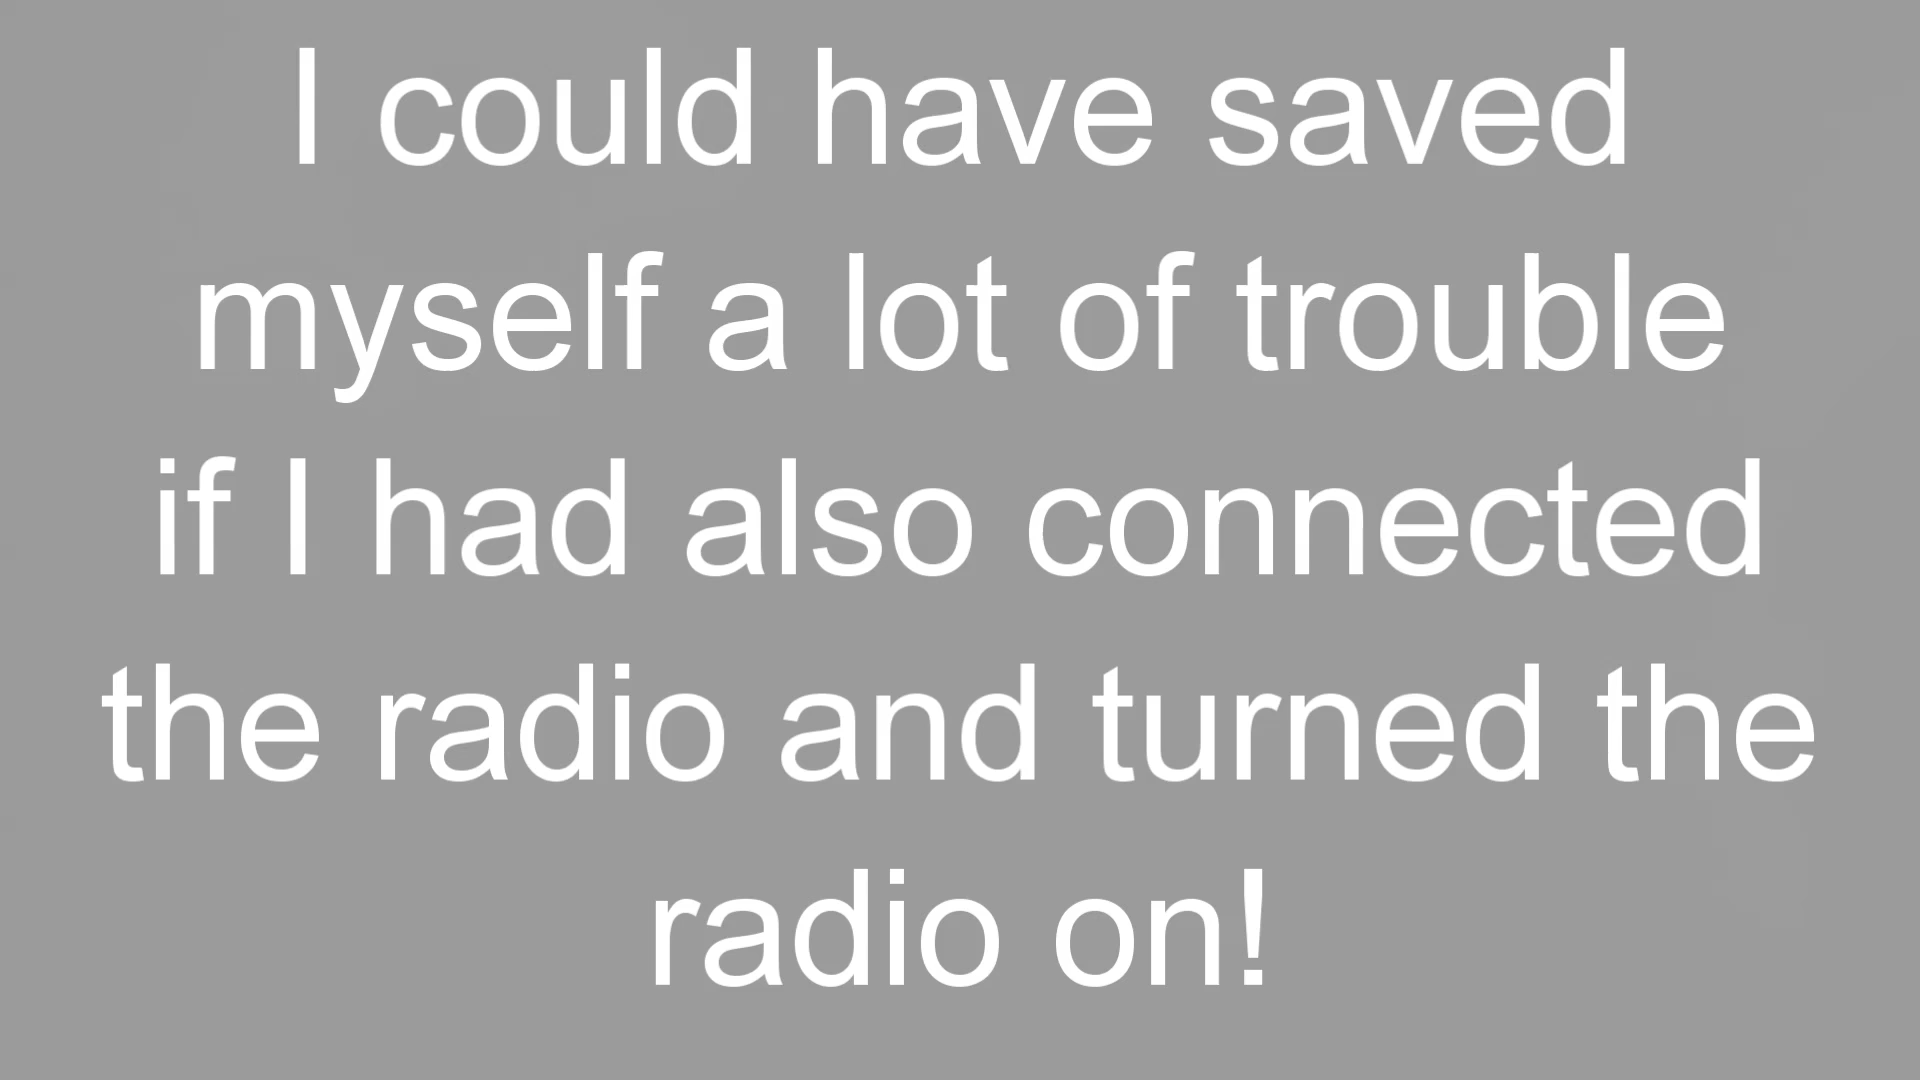 I could have saved
myself a lot of trouble
if I had also connected
the radio and turned the
radio on!